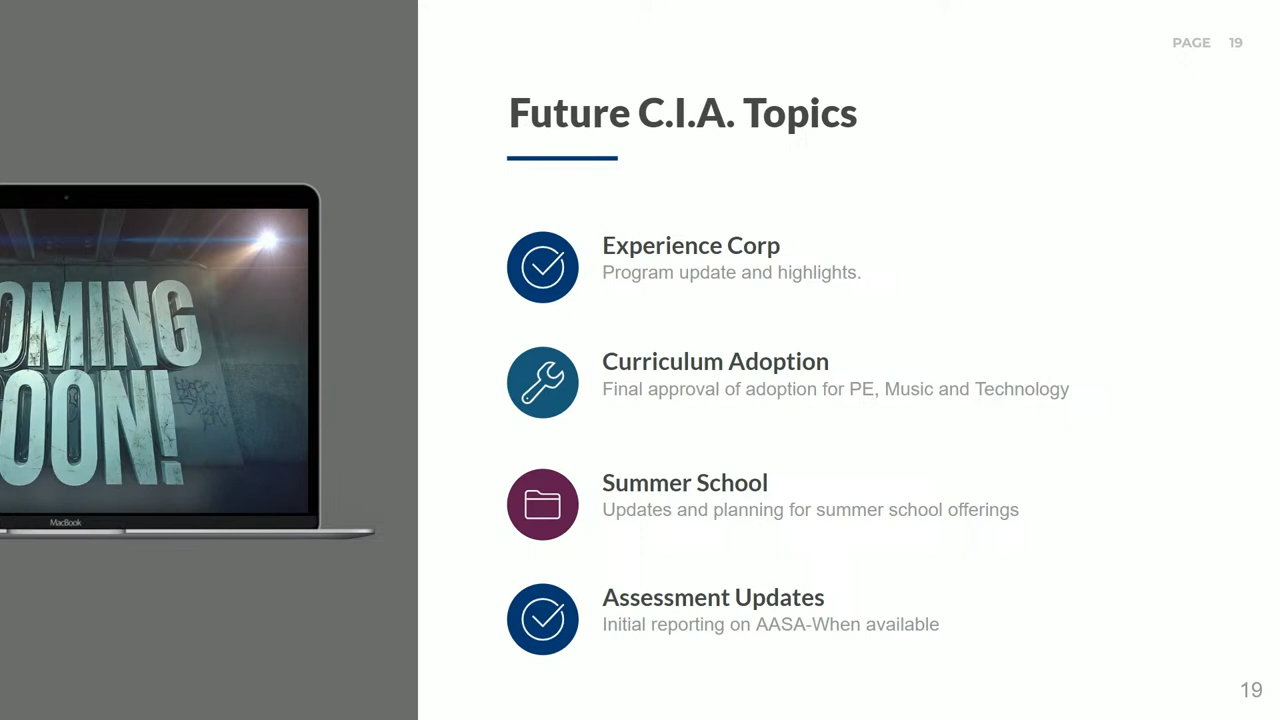 PAGE 19
Future C.I.A. Topics
Experience Corp
Program update and highlights.
Curriculum Adoption
Final approval of adoption for PE, Music and Technology
Summer School
Updates and planning for summer school offerings
Assessment Updates
Initial reporting on AASA-When available
OMING
OON!
MacBook
19